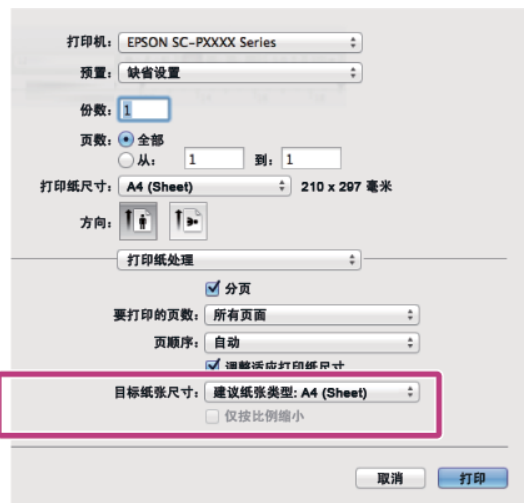 打印机: EPSON SC-PXXXX Series
预置: 缺省设置
份数: 1
页数: 全部
从: 1 到: 1
打印纸尺寸: A4 (Sheet) 210 x 297 毫米
方向:
打印纸处理
分页
要打印的页数: 所有页面
页顺序: 自动
调整适应打印纸尺寸
目标纸张尺寸: 建议纸张类型: A4 (Sheet)
仅按比例缩小
取消 打印